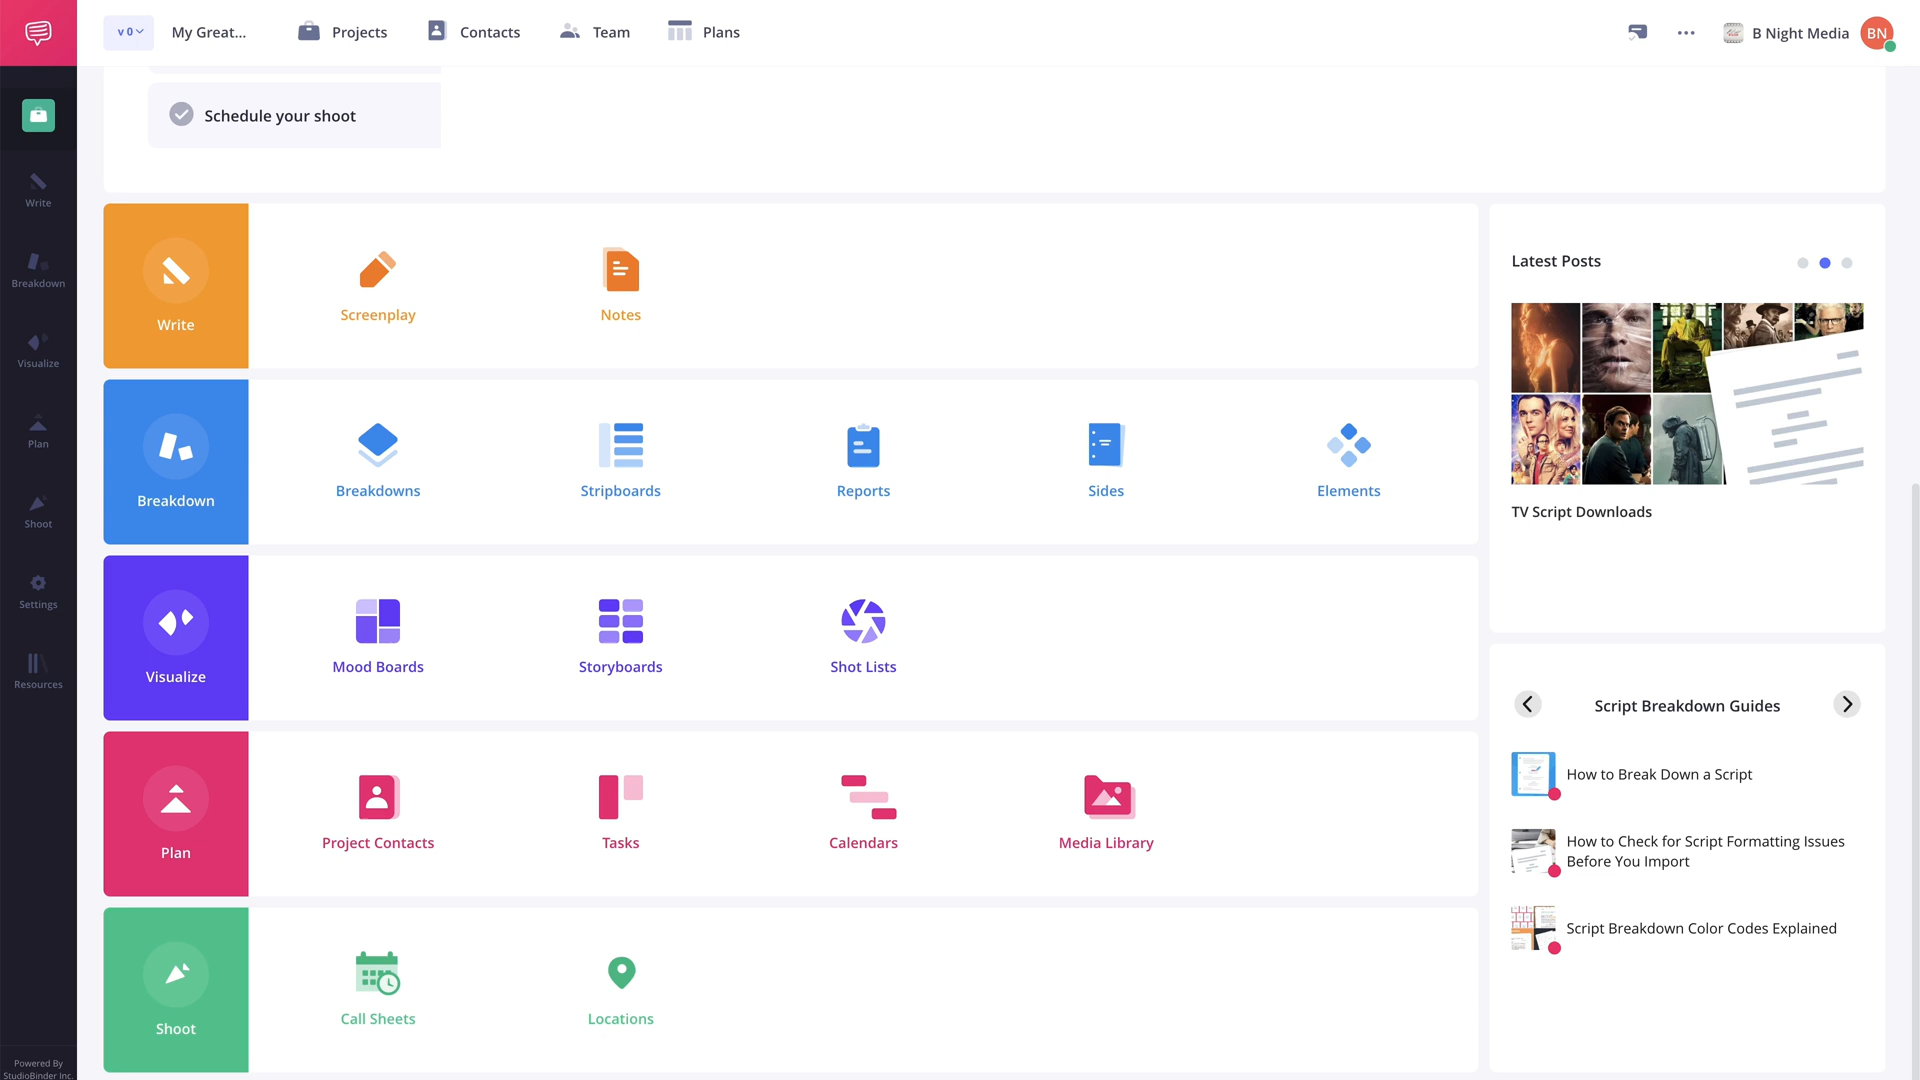 v 0
My Great...
Projects
Contacts
Team
Plans
B Night Media
BN
Schedule your shoot
Write
Breakdown
Visualize
Plan
Shoot
Settings
Resources
Powered By
StudioBinder Inc.
Write
Screenplay
Notes
Breakdown
Breakdowns
Stripboards
Reports
Sides
Elements
Visualize
Mood Boards
Storyboards
Shot Lists
Plan
Project Contacts
Tasks
Calendars
Media Library
Shoot
Call Sheets
Locations
Latest Posts
TV Script Downloads
Script Breakdown Guides
How to Break Down a Script
How to Check for Script Formatting Issues
Before You Import
Script Breakdown Color Codes Explained